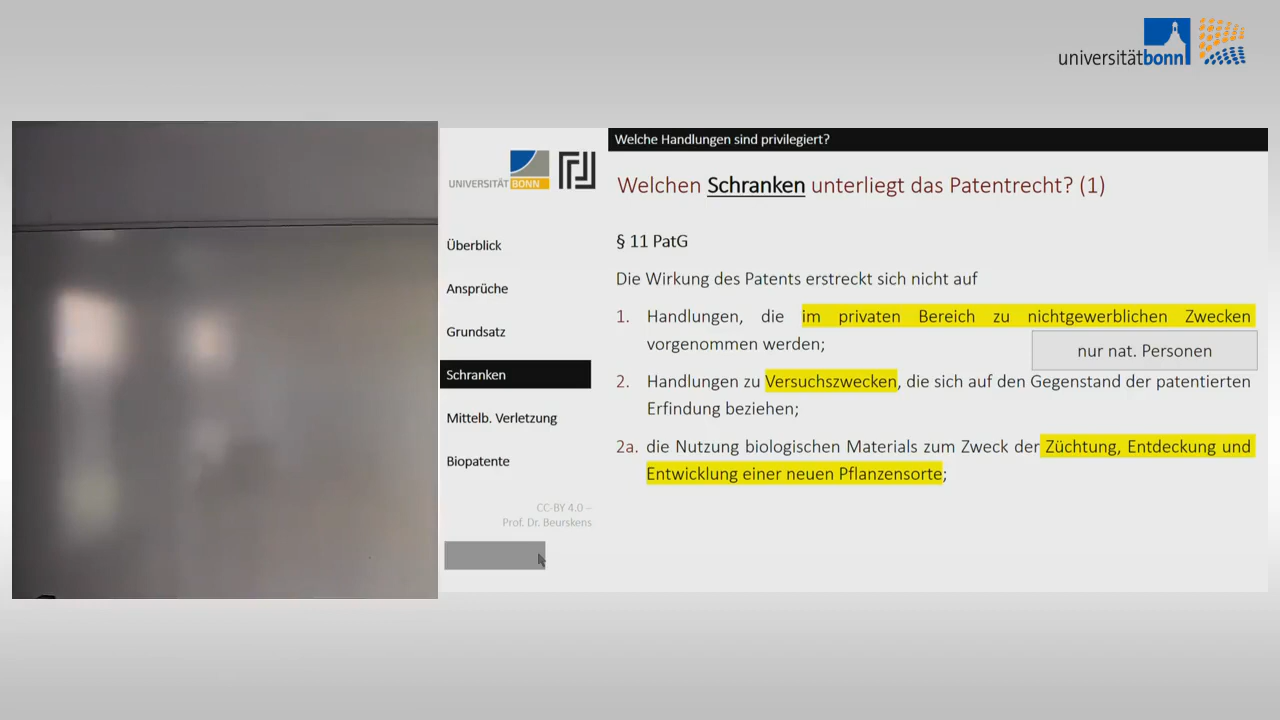 universitätbonn
Welche Handlungen sind privilegiert?
UNIVERSITÄT BONN
Welchen Schranken unterliegt das Patentrecht? (1)
Überblick
Ansprüche
Grundsatz
Schranken
Mittelb. Verletzung
Biopatente
CC-BY 4.0 –
Prof. Dr. Beurskens
§ 11 PatG
Die Wirkung des Patents erstreckt sich nicht auf
1. Handlungen, die im privaten Bereich zu nichtgewerblichen Zwecken
vorgenommen werden;
nur nat. Personen
2. Handlungen zu Versuchszwecken, die sich auf den Gegenstand der patentierten
Erfindung beziehen;
2a. die Nutzung biologischen Materials zum Zweck der Züchtung, Entdeckung und
Entwicklung einer neuen Pflanzensorte;